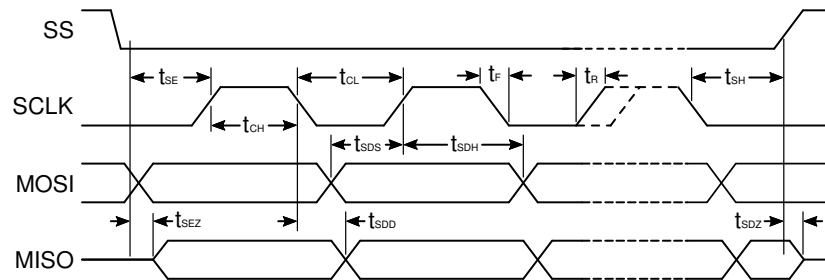 SS
tSE tCL tF tR tSH
SCLK
tCH
tSDS tSDH
MOSI
tSEZ tSDD tSDZ
MISO